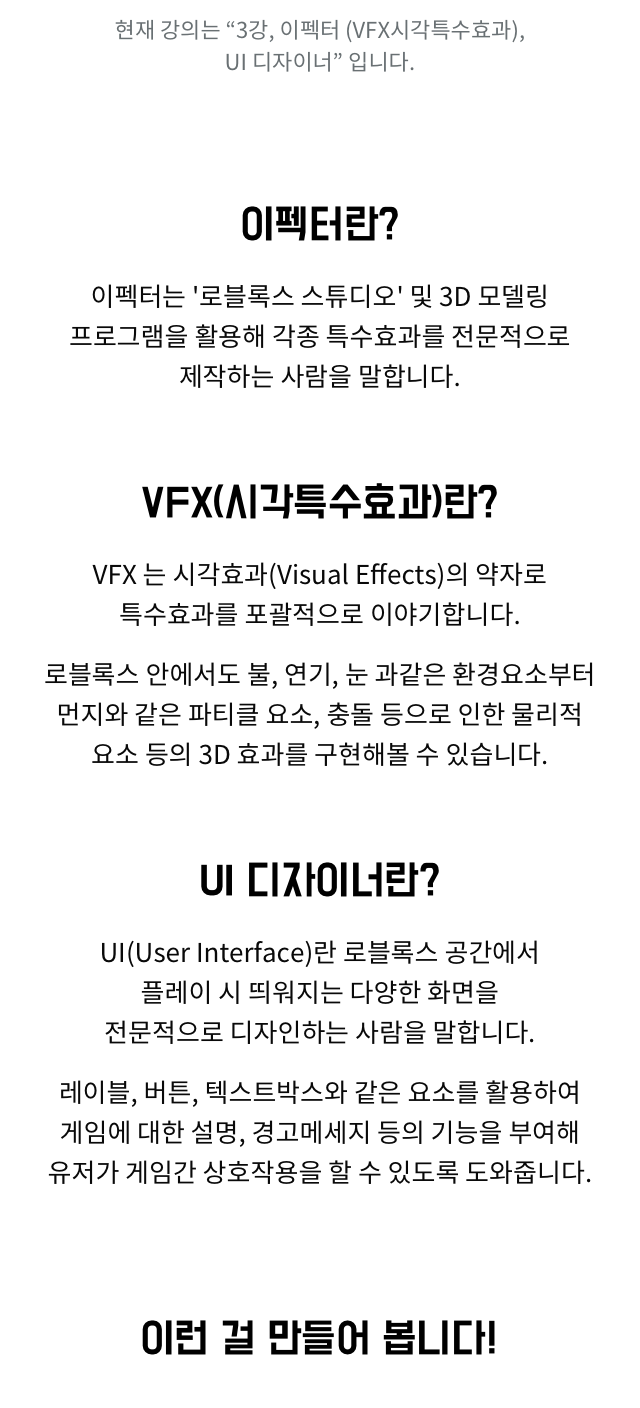 현재 강의는 “3강, 이펙터 (VFX시각특수효과),
UI 디자이너” 입니다.
이펙터란?
이펙터는 '로블록스 스튜디오' 및 3D 모델링
프로그램을 활용해 각종 특수효과를 전문적으로
제작하는 사람을 말합니다.
VFX(시각특수효과)란?
VFX 는 시각효과(Visual Effects)의 약자로
특수효과를 포괄적으로 이야기합니다.
로블록스 안에서도 불, 연기, 눈 과같은 환경요소부터
먼지와 같은 파티클 요소, 충돌 등으로 인한 물리적
요소 등의 3D 효과를 구현해볼 수 있습니다.
UI 디자이너란?
UI(User Interface)란 로블록스 공간에서
플레이 시 띄워지는 다양한 화면을
전문적으로 디자인하는 사람을 말합니다.
레이블, 버튼, 텍스트박스와 같은 요소를 활용하여
게임에 대한 설명, 경고메세지 등의 기능을 부여해
유저가 게임간 상호작용을 할 수 있도록 도와줍니다.
이런 걸 만들어 봅니다!